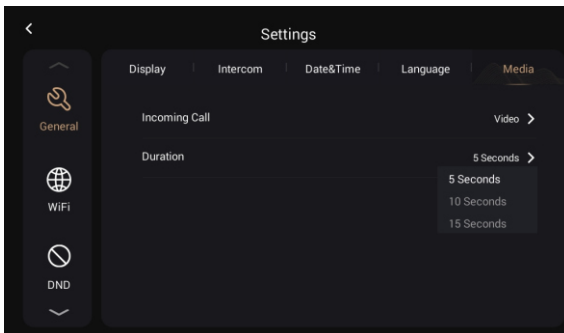 Settings
Display Intercom Date&Time Language Media
General
WiFi
DND
Incoming Call Video
Duration 5 Seconds
5 Seconds
10 Seconds
15 Seconds